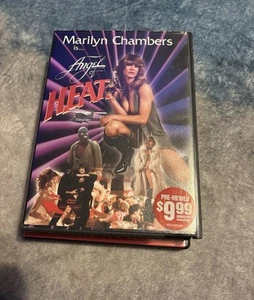 Marilyn Chambers
is...
Angel
of
HEAT
PRE-VIEWED
$9.99